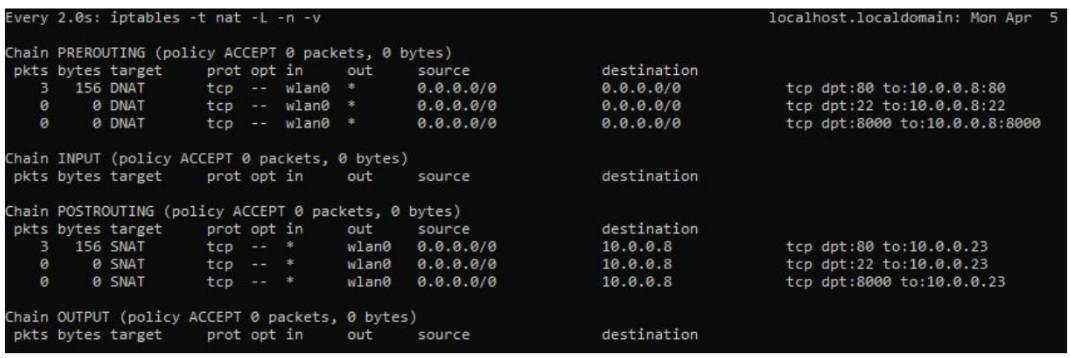 Every 2.0s: iptables -t nat -L -n -v localhost.localdomain: Mon Apr 5
Chain PREROUTING (policy ACCEPT 0 packets, 0 bytes)
pkts bytes target prot opt in out source destination
3 156 DNAT tcp -- wlan0 * 0.0.0.0/0 0.0.0.0/0 tcp dpt:80 to:10.0.0.8:80
0 0 DNAT tcp -- wlan0 * 0.0.0.0/0 0.0.0.0/0 tcp dpt:22 to:10.0.0.8:22
0 0 DNAT tcp -- wlan0 * 0.0.0.0/0 0.0.0.0/0 tcp dpt:8000 to:10.0.0.8:8000
Chain INPUT (policy ACCEPT 0 packets, 0 bytes)
pkts bytes target prot opt in out source destination
Chain POSTROUTING (policy ACCEPT 0 packets, 0 bytes)
pkts bytes target prot opt in out source destination
3 156 SNAT tcp -- * wlan0 0.0.0.0/0 10.0.0.8 tcp dpt:80 to:10.0.0.23
0 0 SNAT tcp -- * wlan0 0.0.0.0/0 10.0.0.8 tcp dpt:22 to:10.0.0.23
0 0 SNAT tcp -- * wlan0 0.0.0.0/0 10.0.0.8 tcp dpt:8000 to:10.0.0.23
Chain OUTPUT (policy ACCEPT 0 packets, 0 bytes)
pkts bytes target prot opt in out source destination